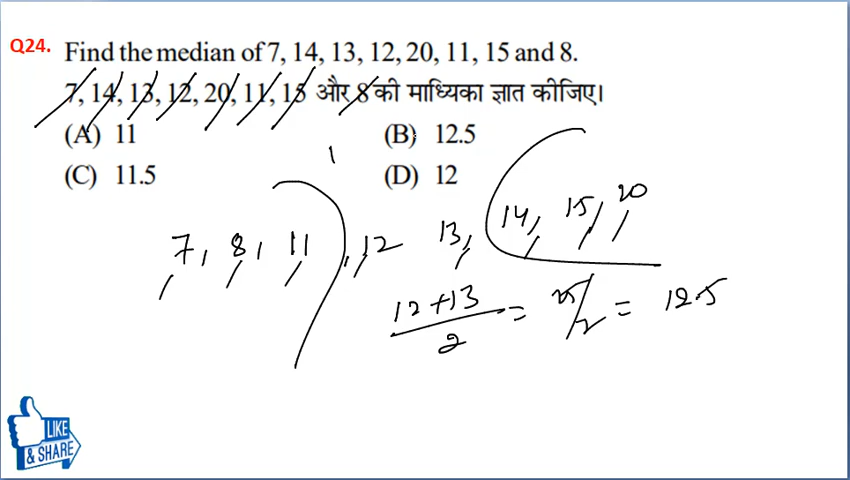 Q24. Find the median of 7, 14, 13, 12, 20, 11, 15 and 8.
7, 14, 13, 12, 20, 11, 15 और 8 की माध्यिका ज्ञात कीजिए।
(A) 11 (B) 12.5
(C) 11.5 (D) 12
7, 8, 11, 12 13, 14, 15, 20
12+13/2 = 25/2 = 12.5
LIKE
& SHARE